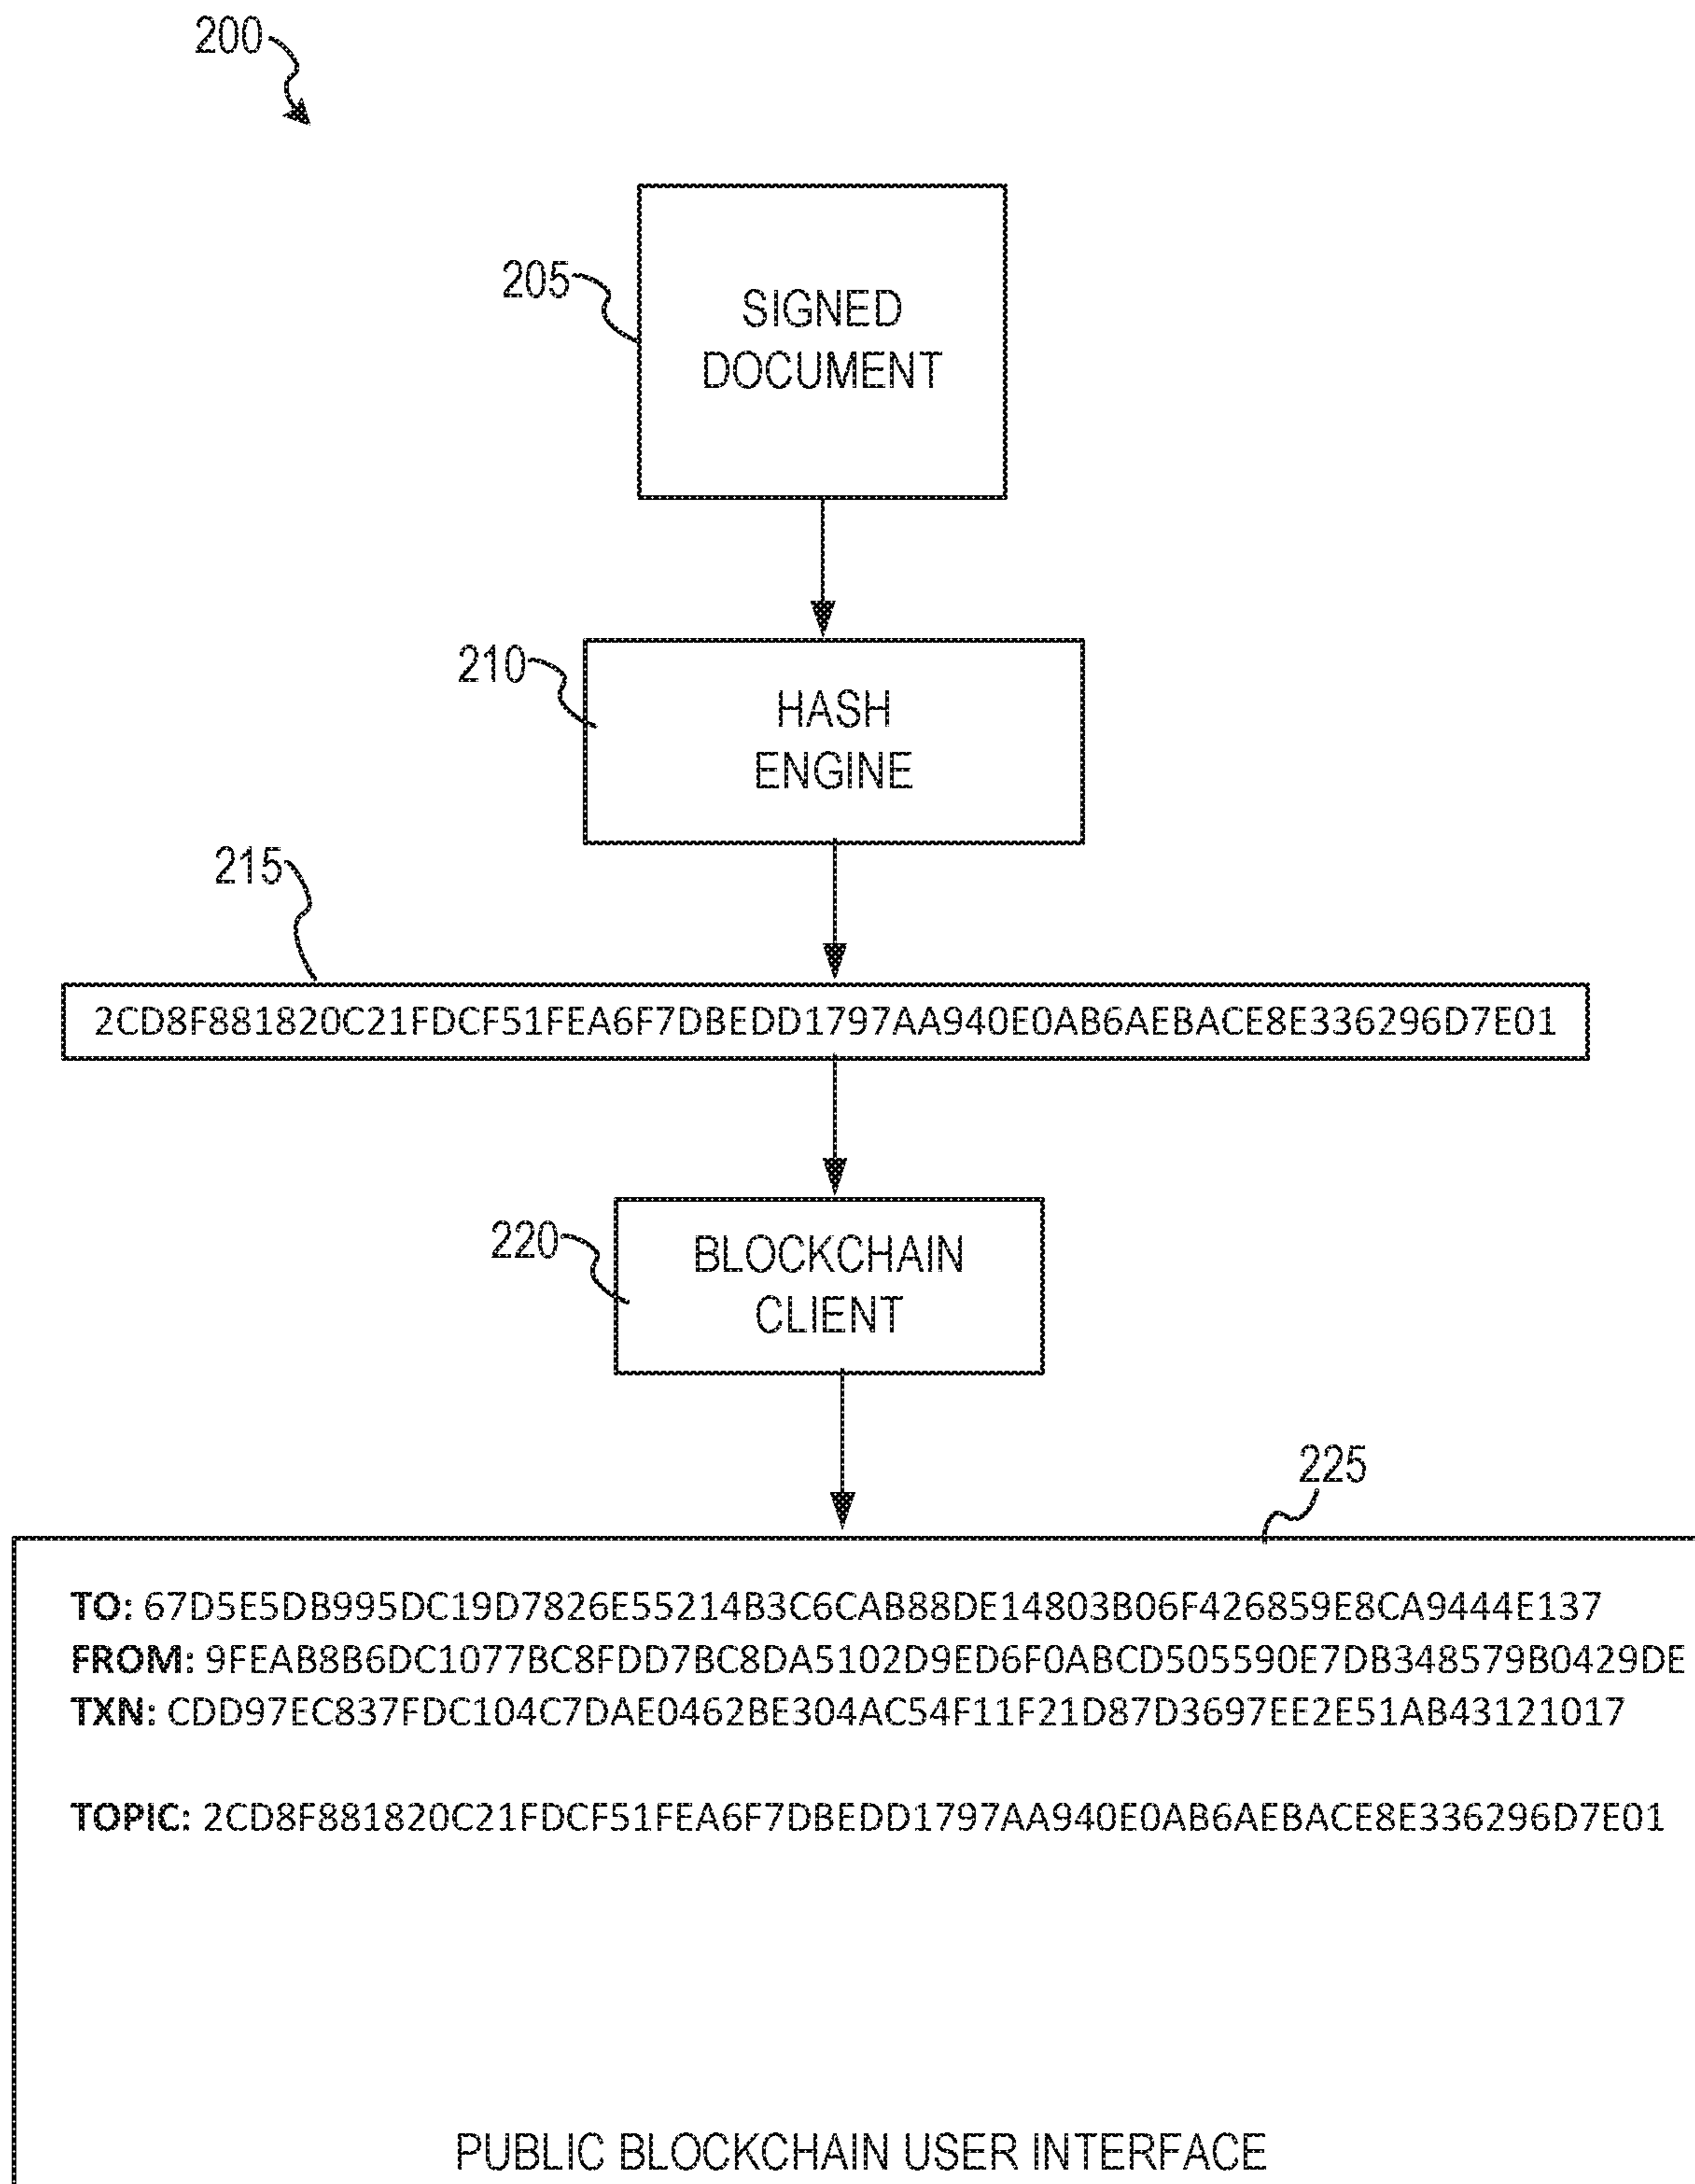 200
205
SIGNED
DOCUMENT
210
HASH
ENGINE
215
2CD8F881820C21FDCF51FEA6F7DBEDD1797AA940E0AB6AEBACE8E336296D7E01
220
BLOCKCHAIN
CLIENT
225
TO: 67D5E5DB995DC19D7826E55214B3C6CAB88DE14803B06F426859E8CA9444E137
FROM: 9FEAB8B6DC1077BC8FDD7BC8DA5102D9ED6F0ABCD505590E7DB348579B0429DE
TXN: CDD97EC837FDC104C7DAE0462BE304AC54F11F21D87D3697EE2E51AB43121017
TOPIC: 2CD8F881820C21FDCF51FEA6F7DBEDD1797AA940E0AB6AEBACE8E336296D7E01
PUBLIC BLOCKCHAIN USER INTERFACE